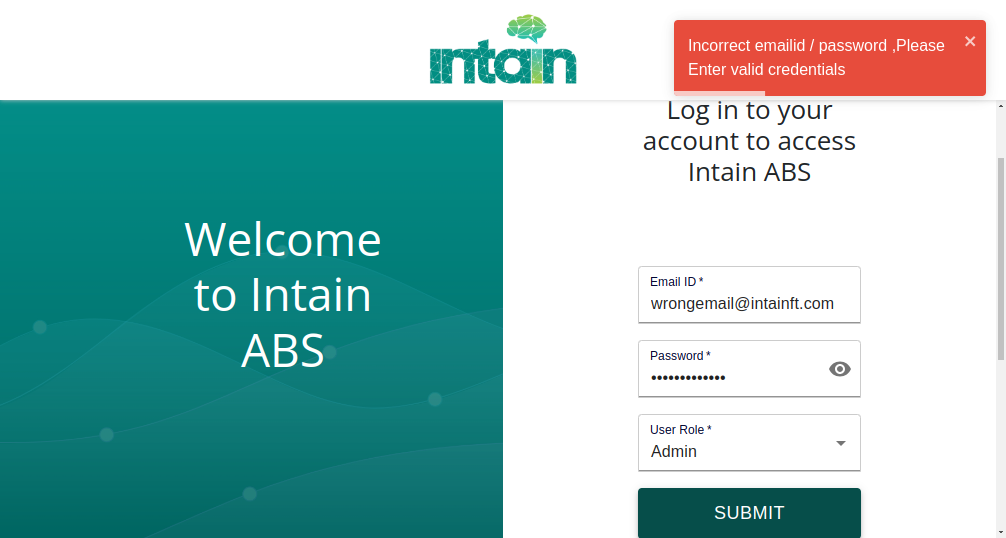 intain
Incorrect emailid / password ,Please
Enter valid credentials
Welcome
to Intain
ABS
Log in to your
account to access
Intain ABS
Email ID *
wrongemail@intainft.com
Password *
•••••••••••••
User Role *
Admin
SUBMIT